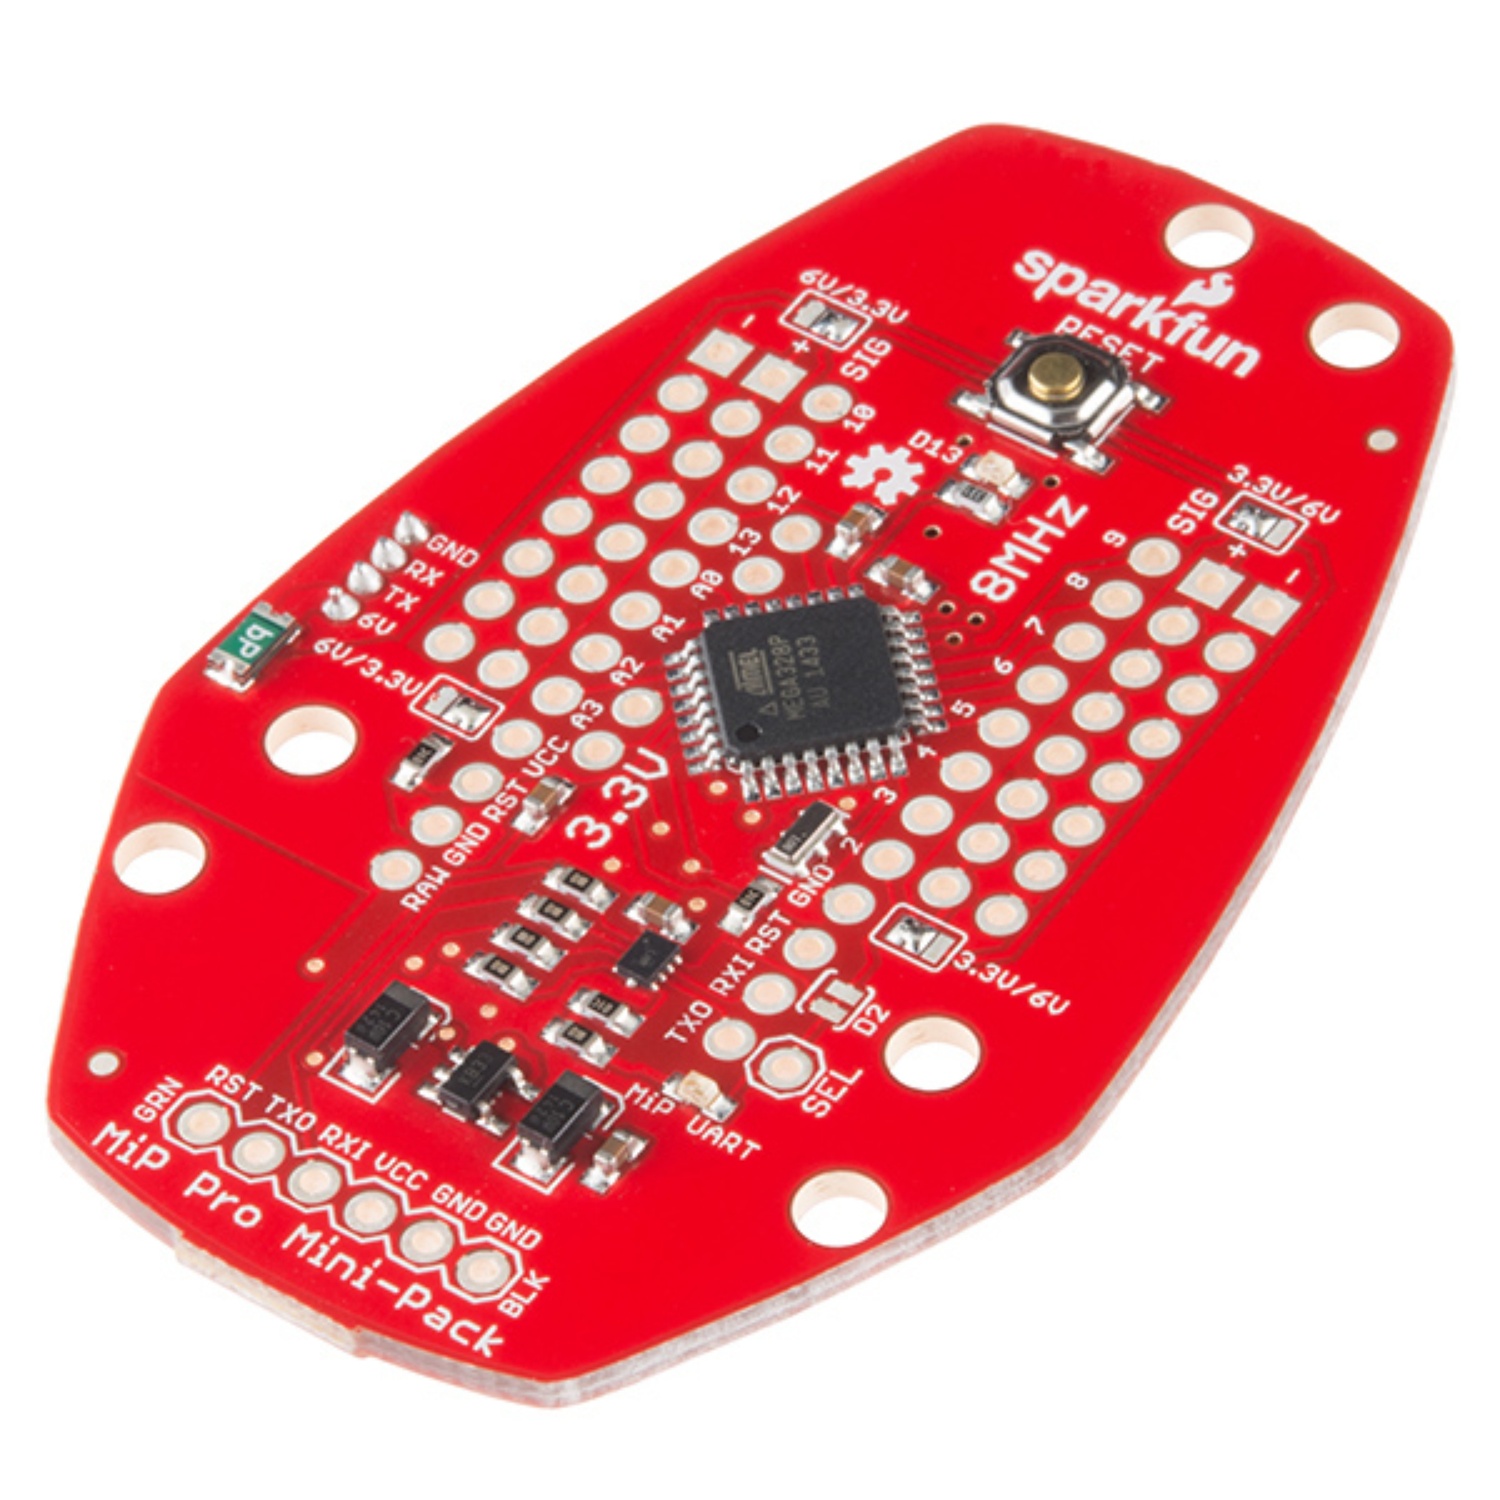 sparkfun
RESET
6V/3.3V
-
+
SIG
10
11
12
13
A0
A1
A2
A3
VCC
RST
GND
RAW
D13
8MHz
3.3V/6V
SIG
+
-
9
8
7
6
5
4
3
2
GND
RST
RXI
TXO
GND
RX
TX
6V
6V/3.3V
ATMEL
MEGA328P
AU 1433
3.3V
3.3V/6V
D2
SEL
MiP
UART
GRN
RST
TXO
RXI
VCC
GND
GND
BLK
MiP Pro Mini-Pack